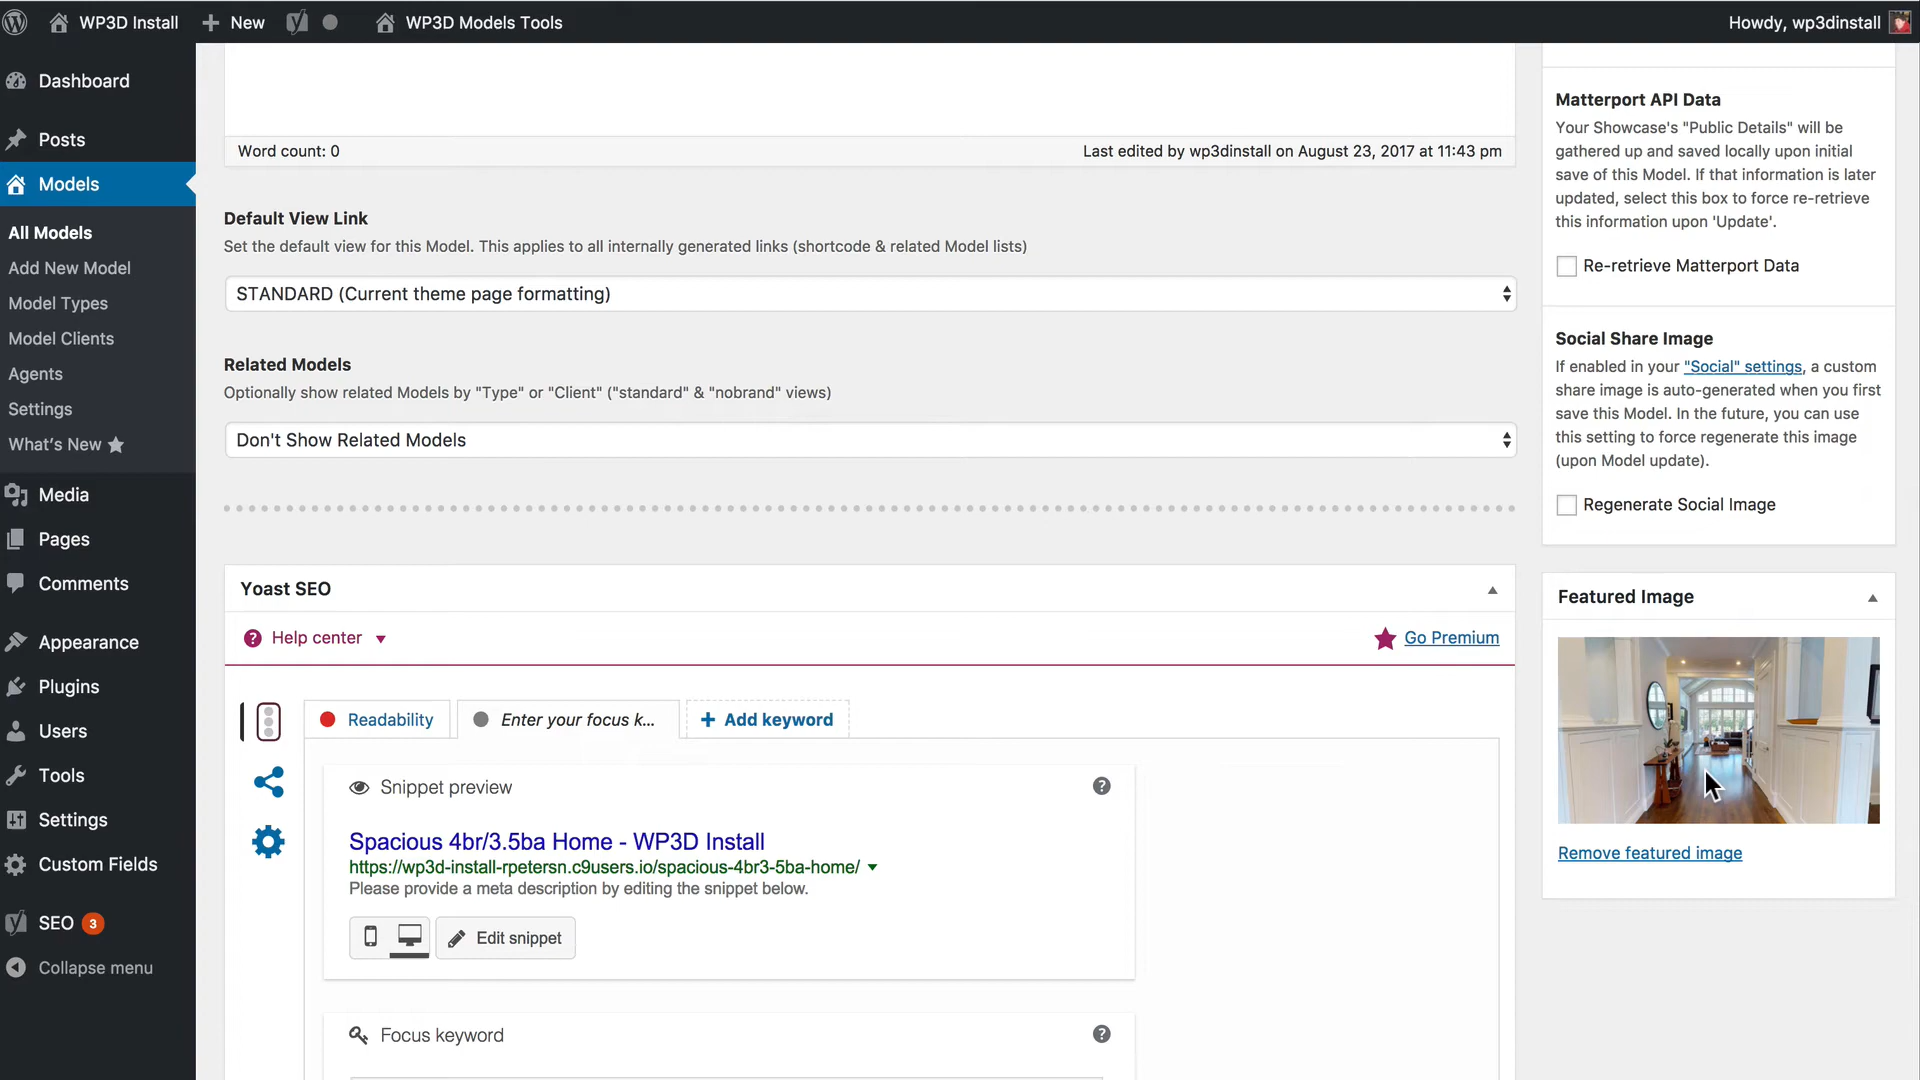 WP3D Install
New
WP3D Models Tools
Howdy, wp3dinstall
Dashboard
Posts
Models
All Models
Add New Model
Model Types
Model Clients
Agents
Settings
What's New
Media
Pages
Comments
Appearance
Plugins
Users
Tools
Settings
Custom Fields
SEO 3
Collapse menu
Word count: 0
Last edited by wp3dinstall on August 23, 2017 at 11:43 pm
Default View Link
Set the default view for this Model. This applies to all internally generated links (shortcode & related Model lists)
STANDARD (Current theme page formatting)
Related Models
Optionally show related Models by "Type" or "Client" ("standard" & "nobrand" views)
Don't Show Related Models
Yoast SEO
Help center
Go Premium
Readability
Enter your focus k...
Add keyword
Snippet preview
Spacious 4br/3.5ba Home - WP3D Install
https://wp3d-install-rpetersn.c9users.io/spacious-4br3-5ba-home/
Please provide a meta description by editing the snippet below.
Edit snippet
Focus keyword
Matterport API Data
Your Showcase's "Public Details" will be
gathered up and saved locally upon initial
save of this Model. If that information is later
updated, select this box to force re-retrieve
this information upon 'Update'.
Re-retrieve Matterport Data
Social Share Image
If enabled in your "Social" settings, a custom
share image is auto-generated when you first
save this Model. In the future, you can use
this setting to force regenerate this image
(upon Model update).
Regenerate Social Image
Featured Image
Remove featured image